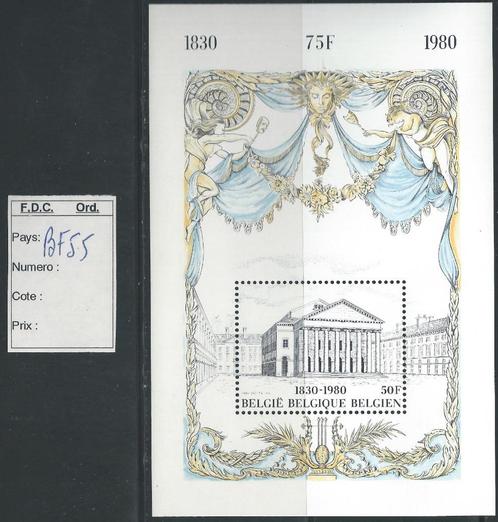 1830 75F 1980
F.D.C. Ord.
Pays: BF55
Numero :
Cote :
Prix :
1830-1980 50F
BELGIË BELGIQUE BELGIEN